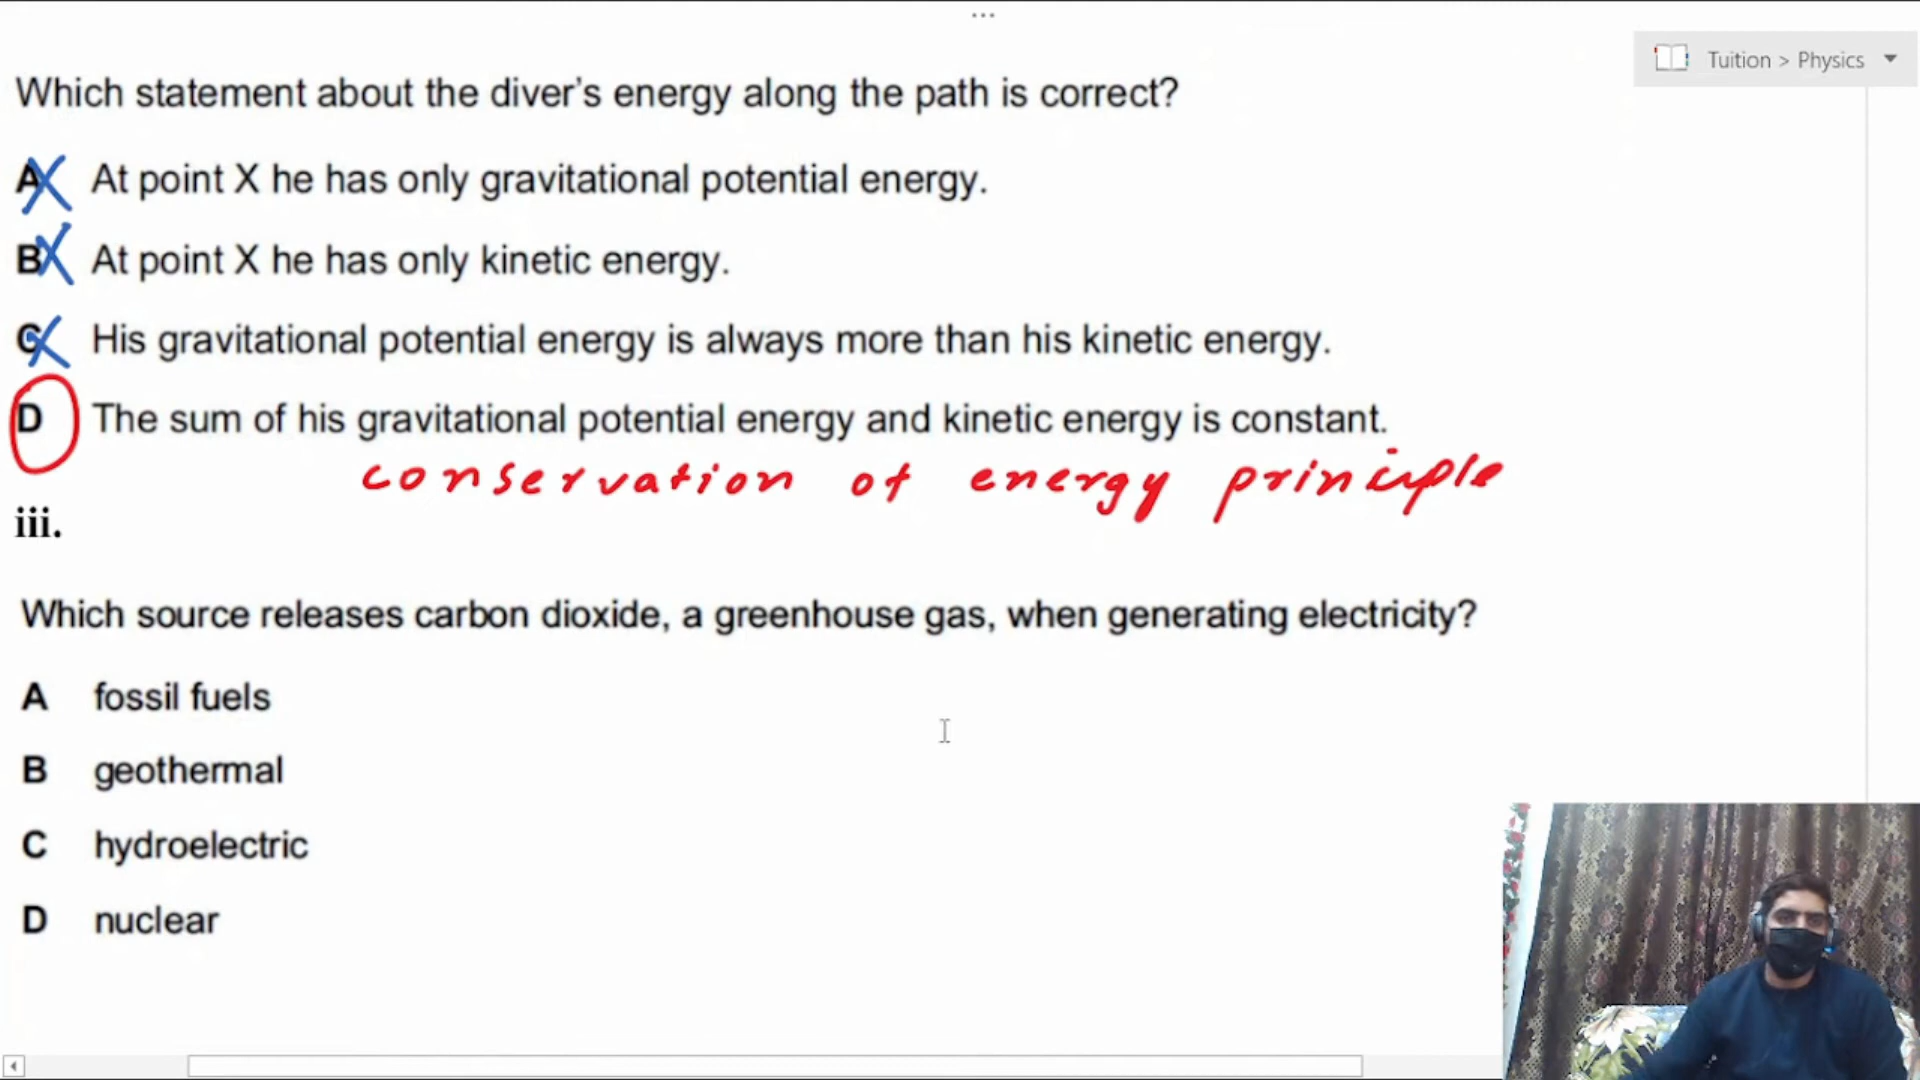 ...
Tuition > Physics
Which statement about the diver's energy along the path is correct?
A At point X he has only gravitational potential energy.
B At point X he has only kinetic energy.
C His gravitational potential energy is always more than his kinetic energy.
D The sum of his gravitational potential energy and kinetic energy is constant.
conservation of energy principle
iii.
Which source releases carbon dioxide, a greenhouse gas, when generating electricity?
A fossil fuels
B geothermal
C hydroelectric
D nuclear